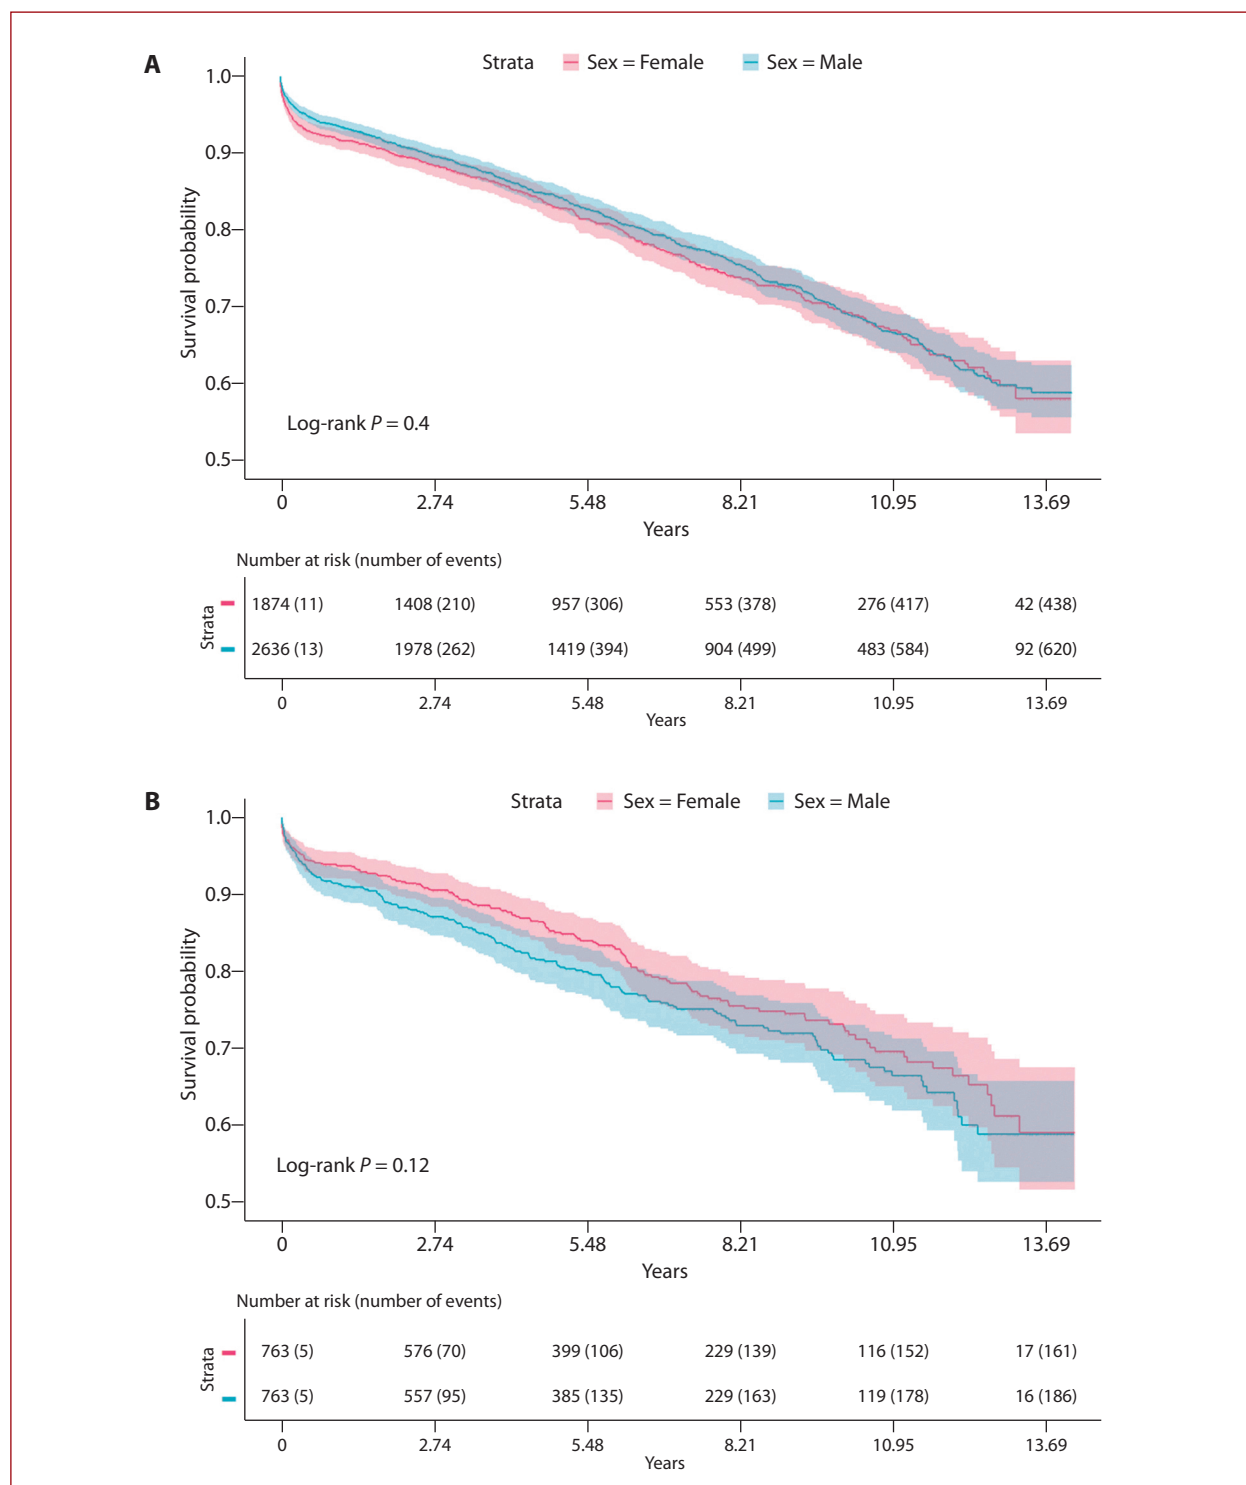 A
Strata Sex = Female Sex = Male
1.0
0.9
0.8
0.7
0.6
0.5
Survival probability
Log-rank P = 0.4
0 2.74 5.48 8.21 10.95 13.69
Years
Number at risk (number of events)
Strata
1874 (11) 1408 (210) 957 (306) 553 (378) 276 (417) 42 (438)
2636 (13) 1978 (262) 1419 (394) 904 (499) 483 (584) 92 (620)
0 2.74 5.48 8.21 10.95 13.69
Years
B
Strata Sex = Female Sex = Male
1.0
0.9
0.8
0.7
0.6
0.5
Survival probability
Log-rank P = 0.12
0 2.74 5.48 8.21 10.95 13.69
Years
Number at risk (number of events)
Strata
763 (5) 576 (70) 399 (106) 229 (139) 116 (152) 17 (161)
763 (5) 557 (95) 385 (135) 229 (163) 119 (178) 16 (186)
0 2.74 5.48 8.21 10.95 13.69
Years